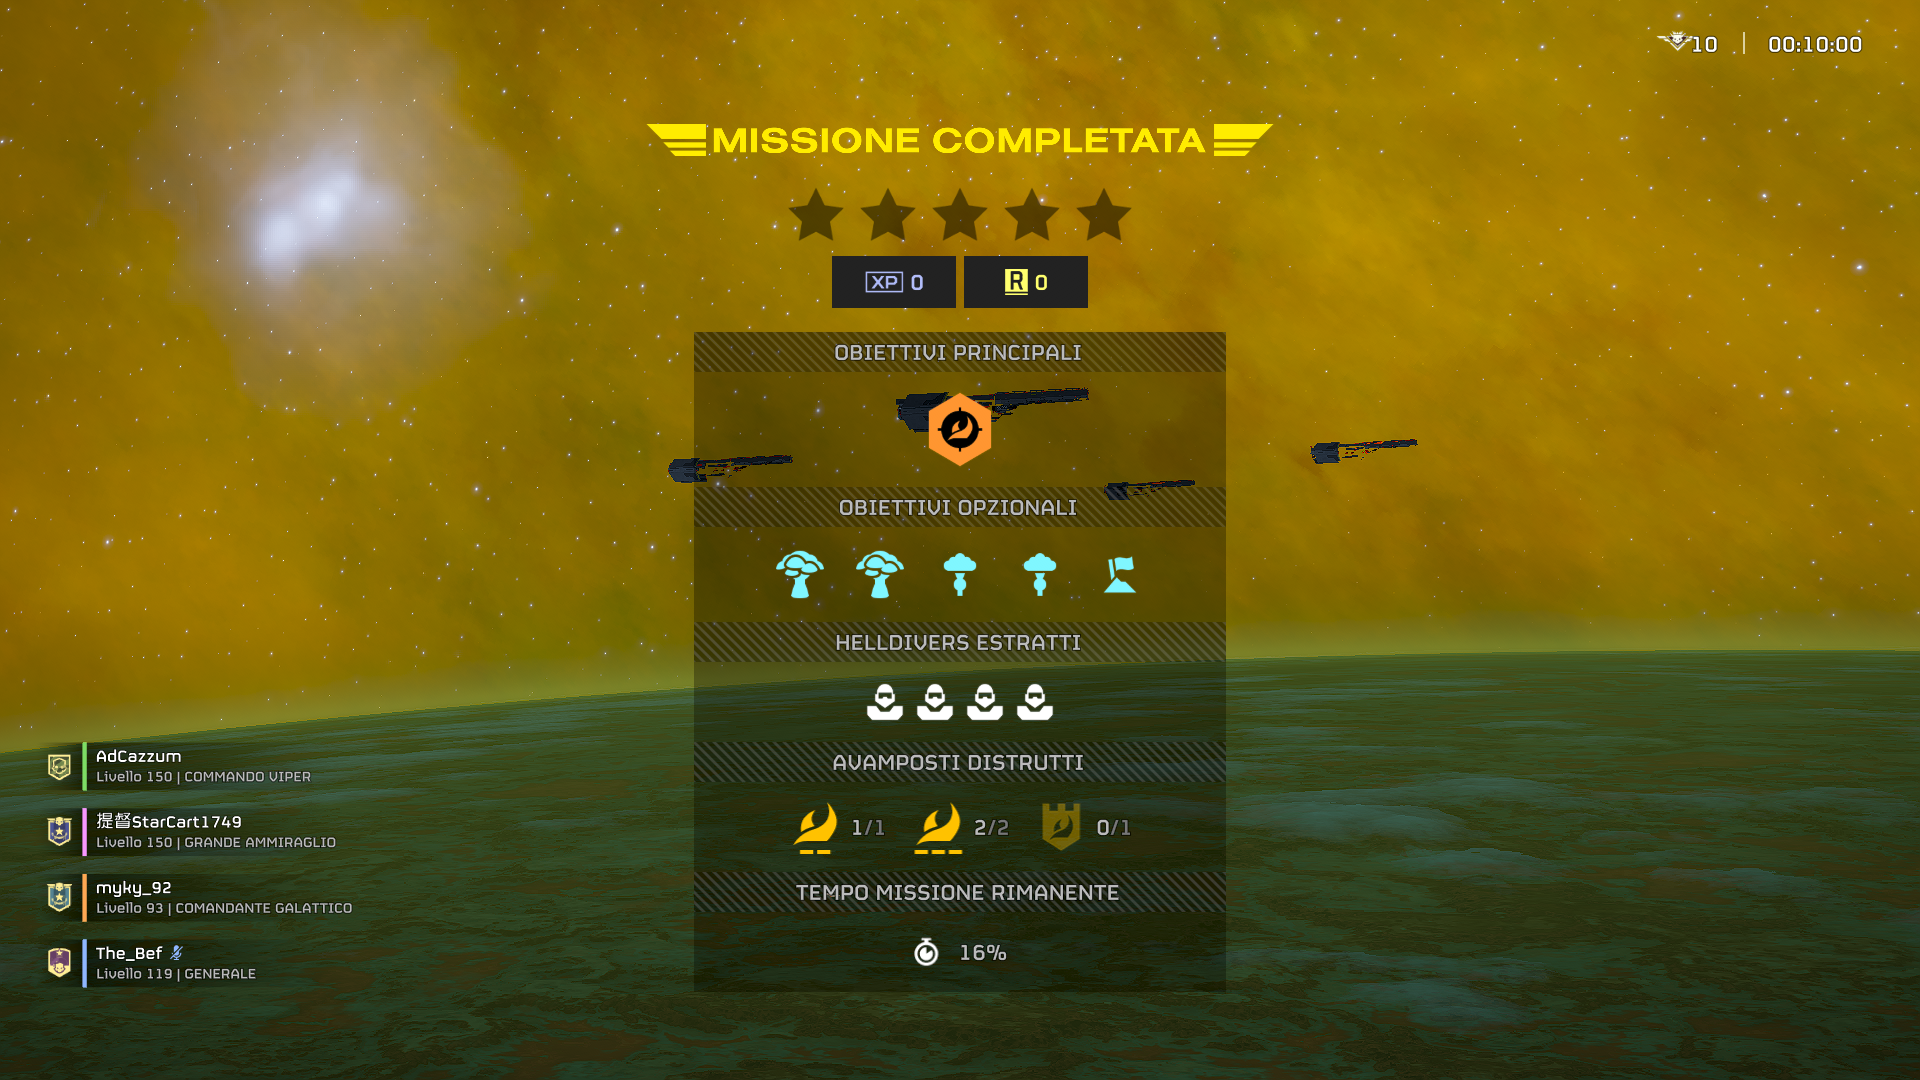 10 | 00:10:00
MISSIONE COMPLETATA
XP 0
R 0
OBIETTIVI PRINCIPALI
OBIETTIVI OPZIONALI
HELLDIVERS ESTRATTI
AVAMPOSTI DISTRUTTI
1/1 2/2 0/1
TEMPO MISSIONE RIMANENTE
16%
AdCazzum
Livello 150 | COMMANDO VIPER
提督StarCart1749
Livello 150 | GRANDE AMMIRAGLIO
myky_92
Livello 93 | COMANDANTE GALATTICO
The_Bef
Livello 119 | GENERALE